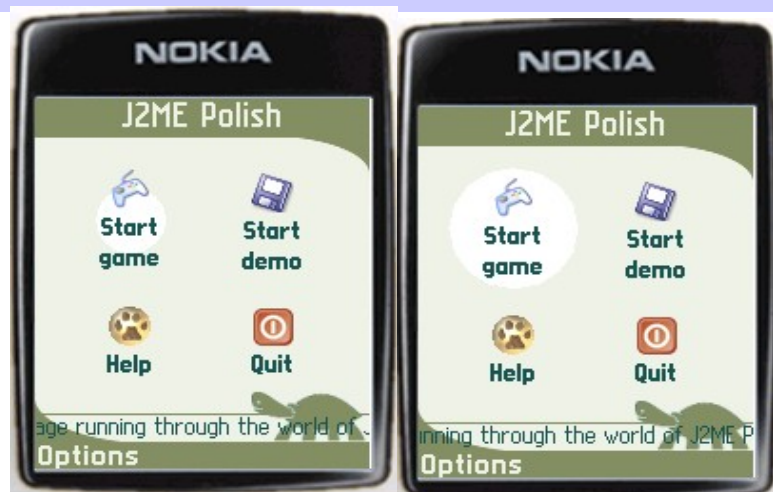 NOKIA
J2ME Polish
Start
game
Start
demo
Help
Quit
age running through the world of J
Options
NOKIA
J2ME Polish
Start
game
Start
demo
Help
Quit
nning through the world of J2ME P
Options